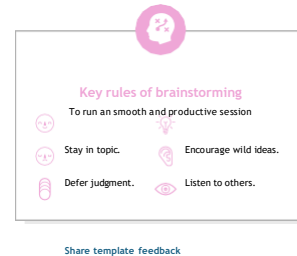 Key rules of brainstorming
To run an smooth and productive session
Stay in topic.
Encourage wild ideas.
Defer judgment.
Listen to others.
Share template feedback